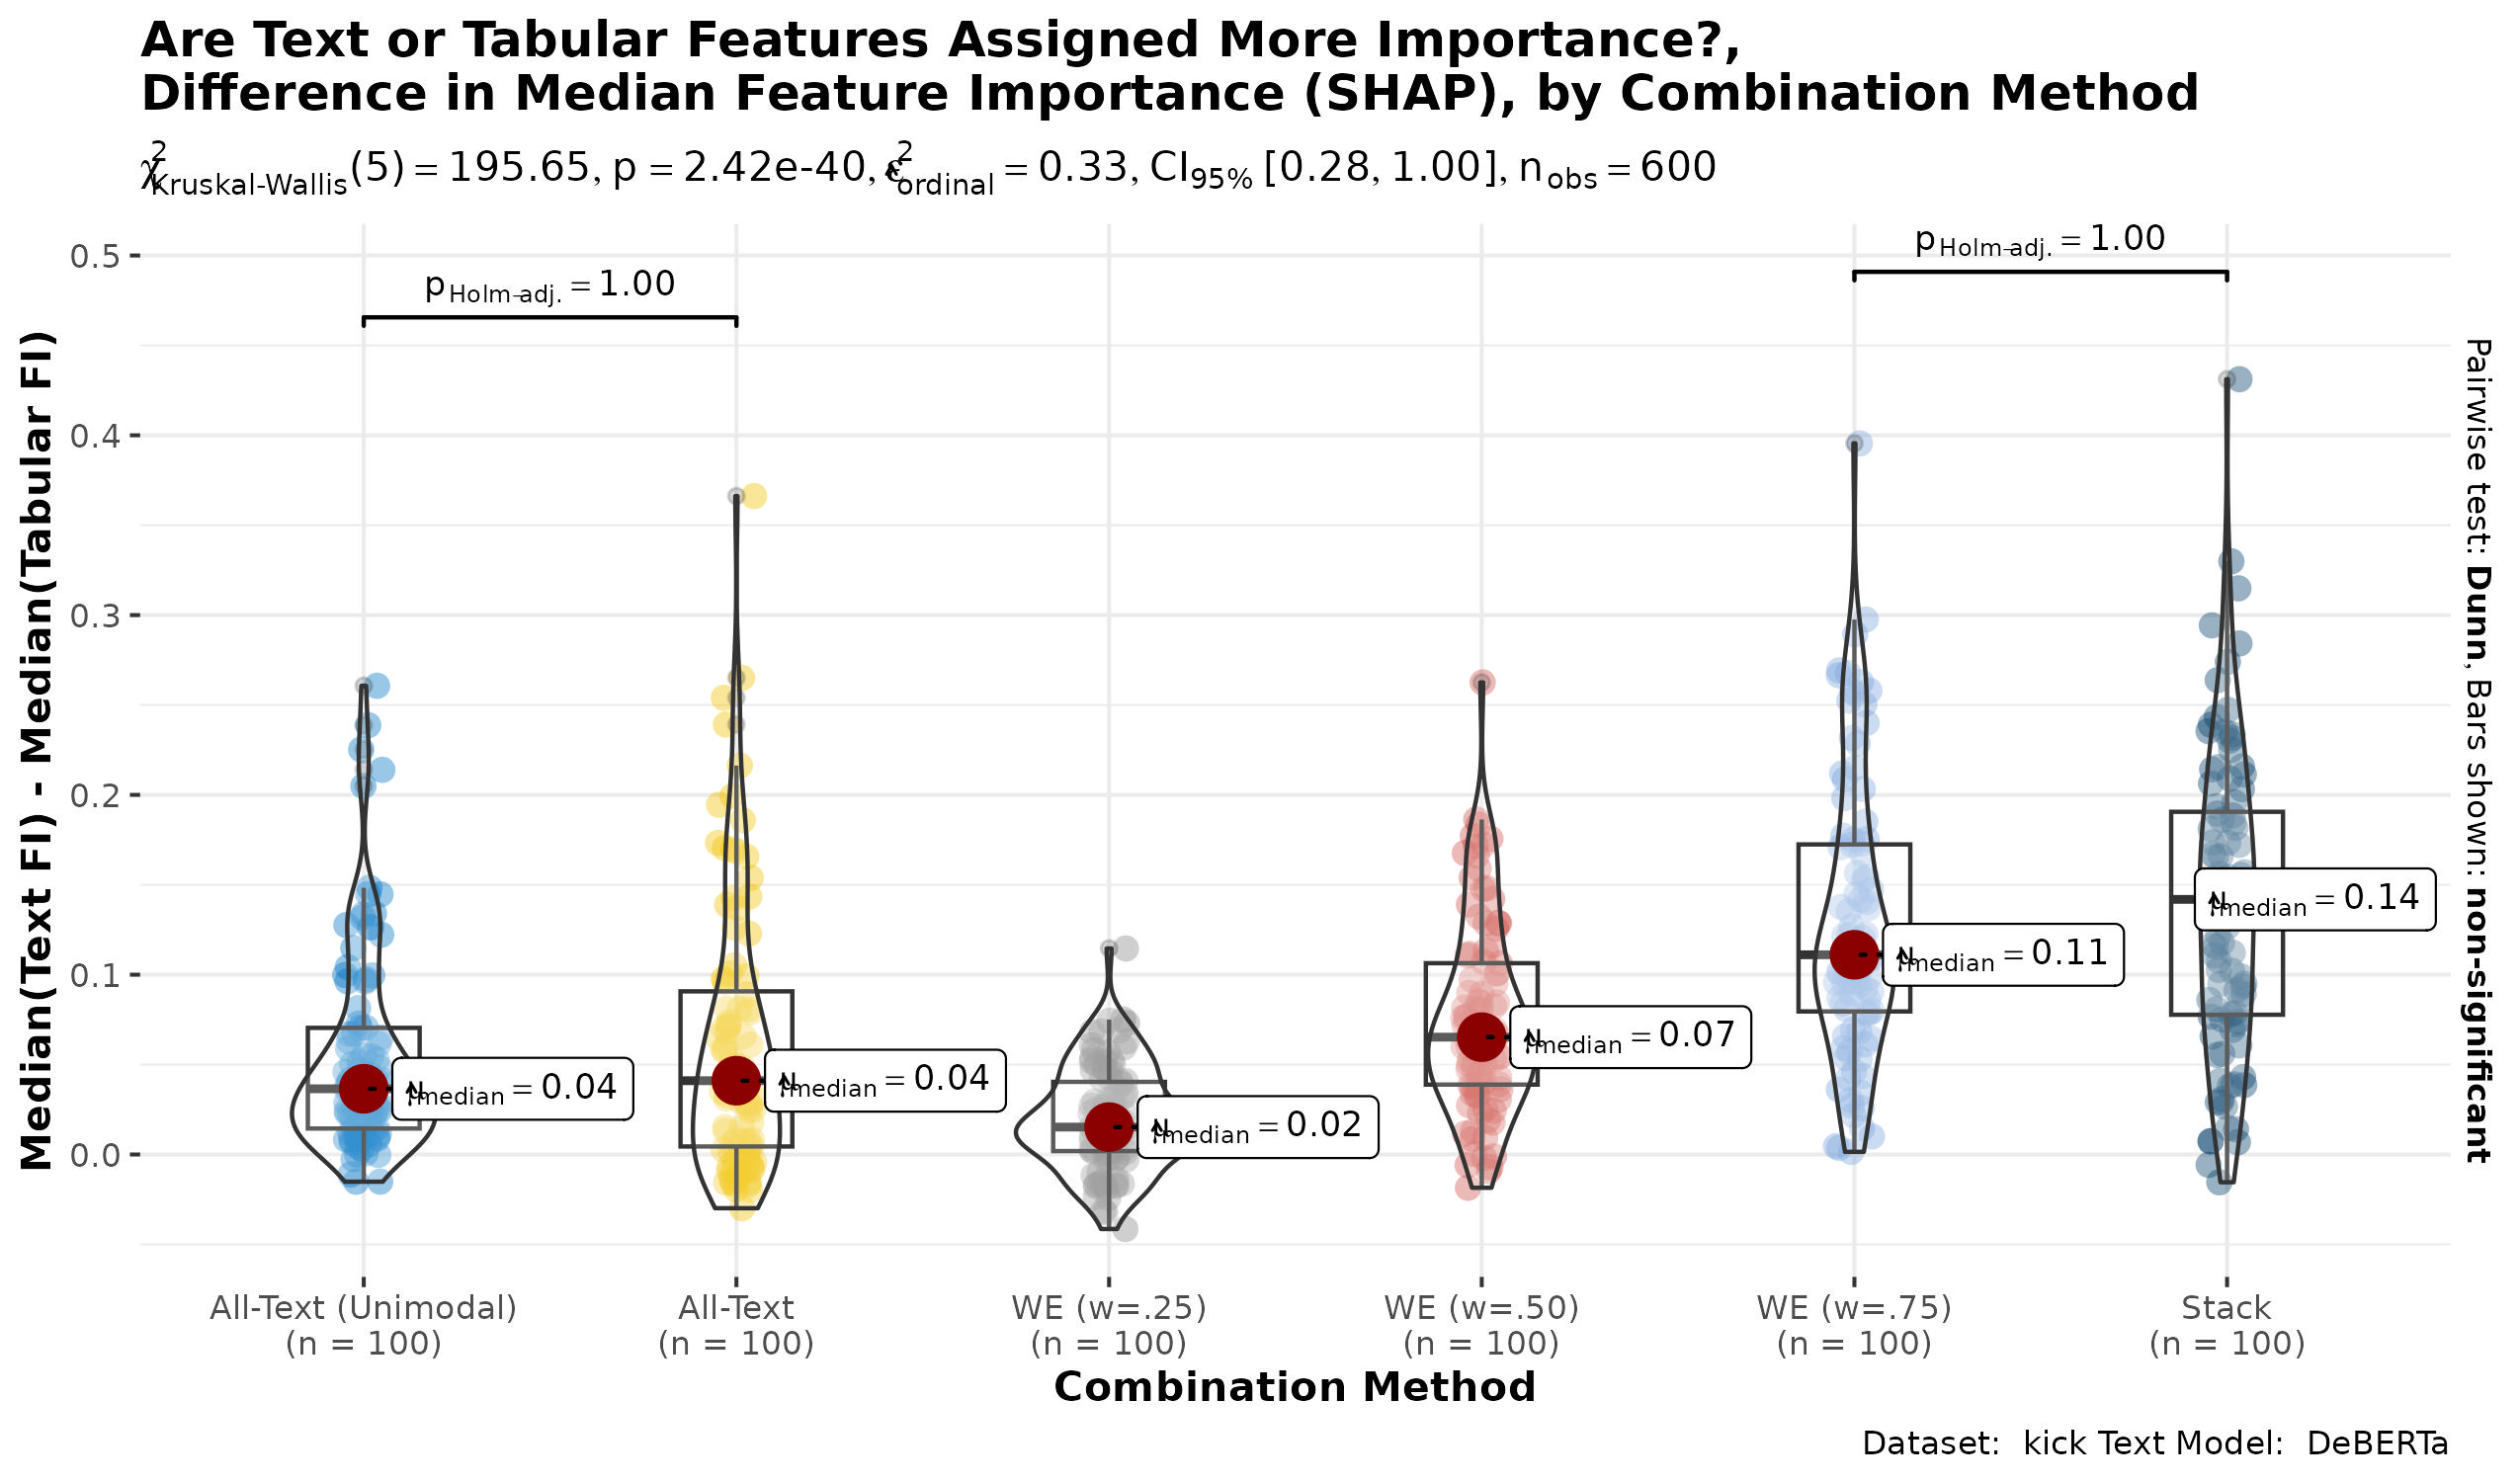 Are Text or Tabular Features Assigned More Importance?,
Difference in Median Feature Importance (SHAP), by Combination Method
χ²Kruskal-Wallis(5) = 195.65, p = 2.42e-40, ε̂²ordinal = 0.33, CI95% [0.28, 1.00], nobs = 600
Median(Text FI) - Median(Tabular FI)
0.5
0.4
0.3
0.2
0.1
0.0
pHolm-adj. = 1.00
pHolm-adj. = 1.00
μ̂median = 0.04
μ̂median = 0.04
μ̂median = 0.02
μ̂median = 0.07
μ̂median = 0.11
μ̂median = 0.14
Pairwise test: Dunn, Bars shown: non-significant
All-Text (Unimodal)
(n = 100)
All-Text
(n = 100)
WE (w=.25)
(n = 100)
WE (w=.50)
(n = 100)
WE (w=.75)
(n = 100)
Stack
(n = 100)
Combination Method
Dataset: kick Text Model: DeBERTa